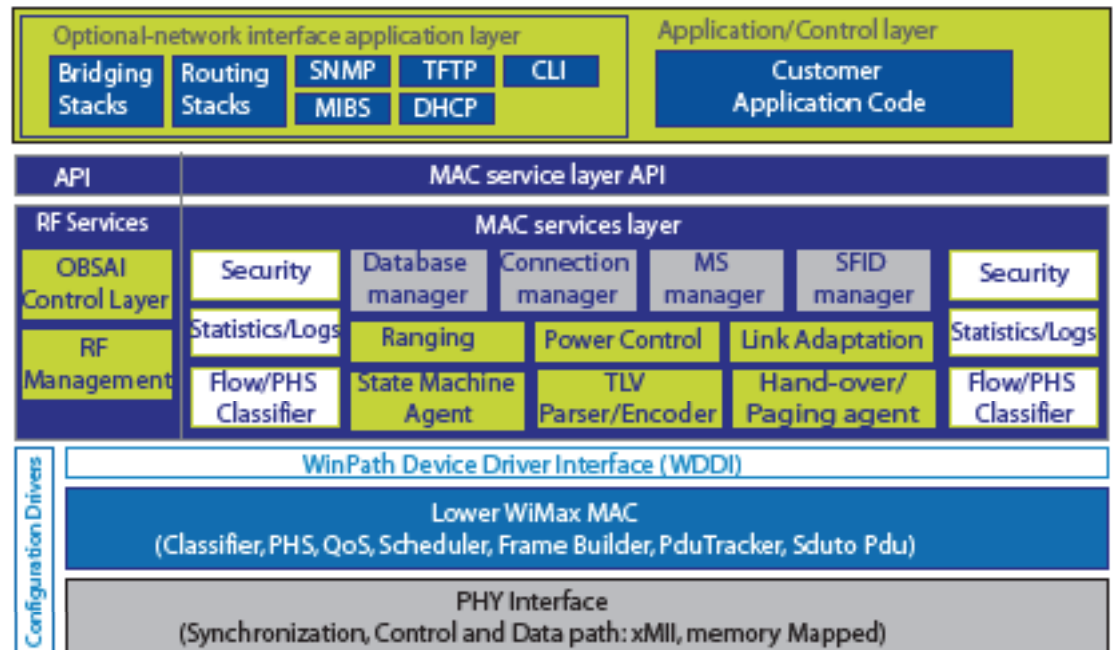 Optional-network interface application layer
Application/Control layer
Bridging
Stacks
Routing
Stacks
SNMP
TFTP
CLI
MIBS
DHCP
Customer
Application Code
API
MAC service layer API
RF Services
MAC services layer
OBSAI
Control Layer
RF
Management
Security
Statistics/Logs
Flow/PHS
Classifier
Database
manager
Connection
manager
MS
manager
SFID
manager
Ranging
Power Control
Link Adaptation
State Machine
Agent
TLV
Parser/Encoder
Hand-over/
Paging agent
Security
Statistics/Logs
Flow/PHS
Classifier
Configuration Drivers
WinPath Device Driver Interface (WDDI)
Lower WiMax MAC
(Classifier, PHS, QoS, Scheduler, Frame Builder, PduTracker, Sduto Pdu)
PHY Interface
(Synchronization, Control and Data path: xMII, memory Mapped)